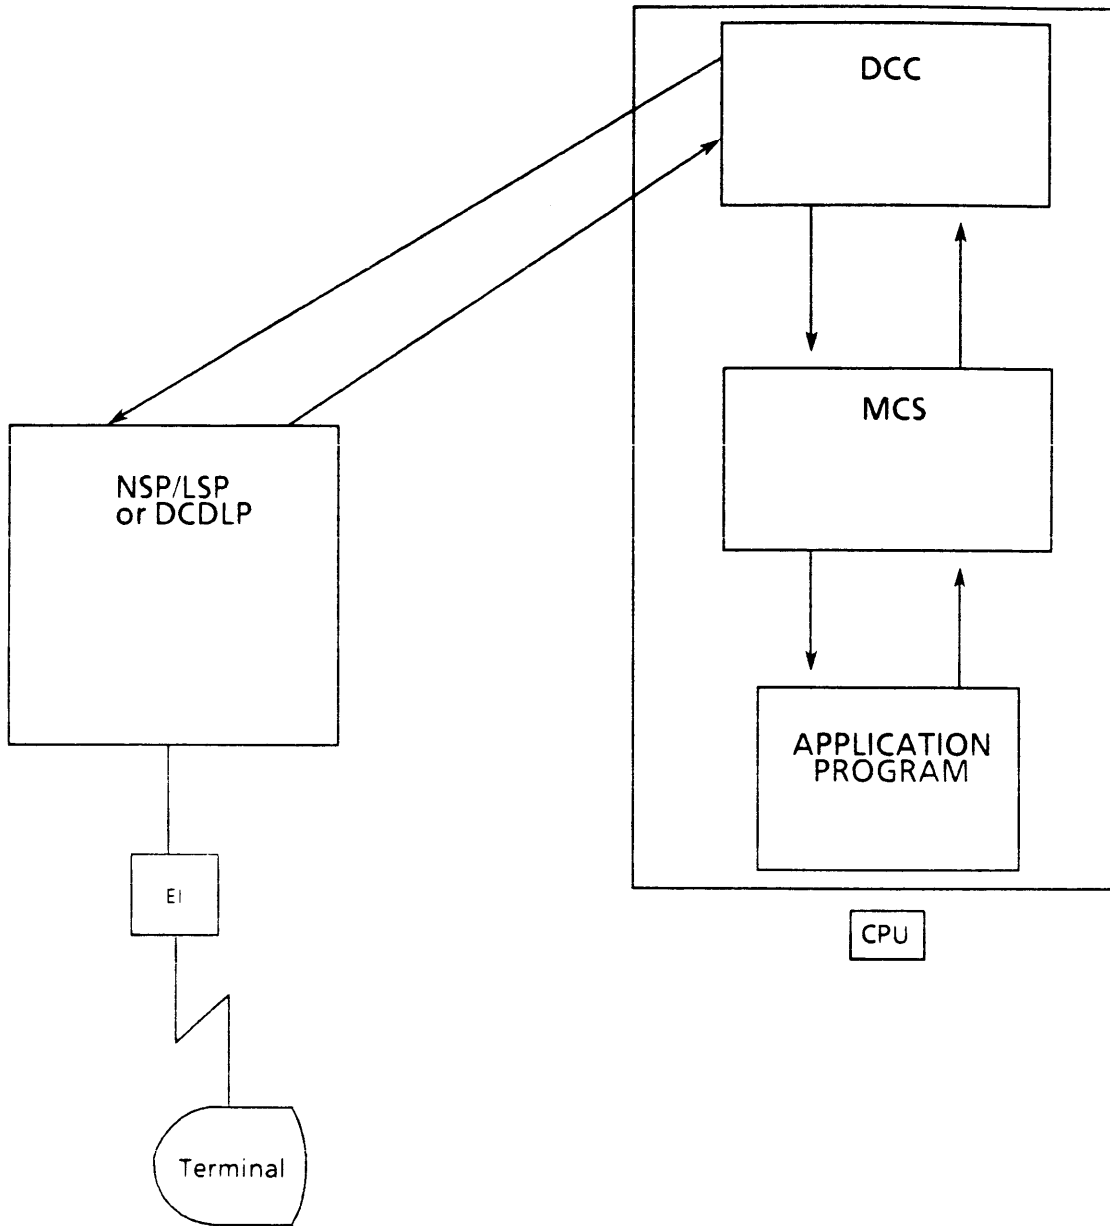 DCC
MCS
NSP/LSP
or DCDLP
APPLICATION
PROGRAM
EI
CPU
Terminal